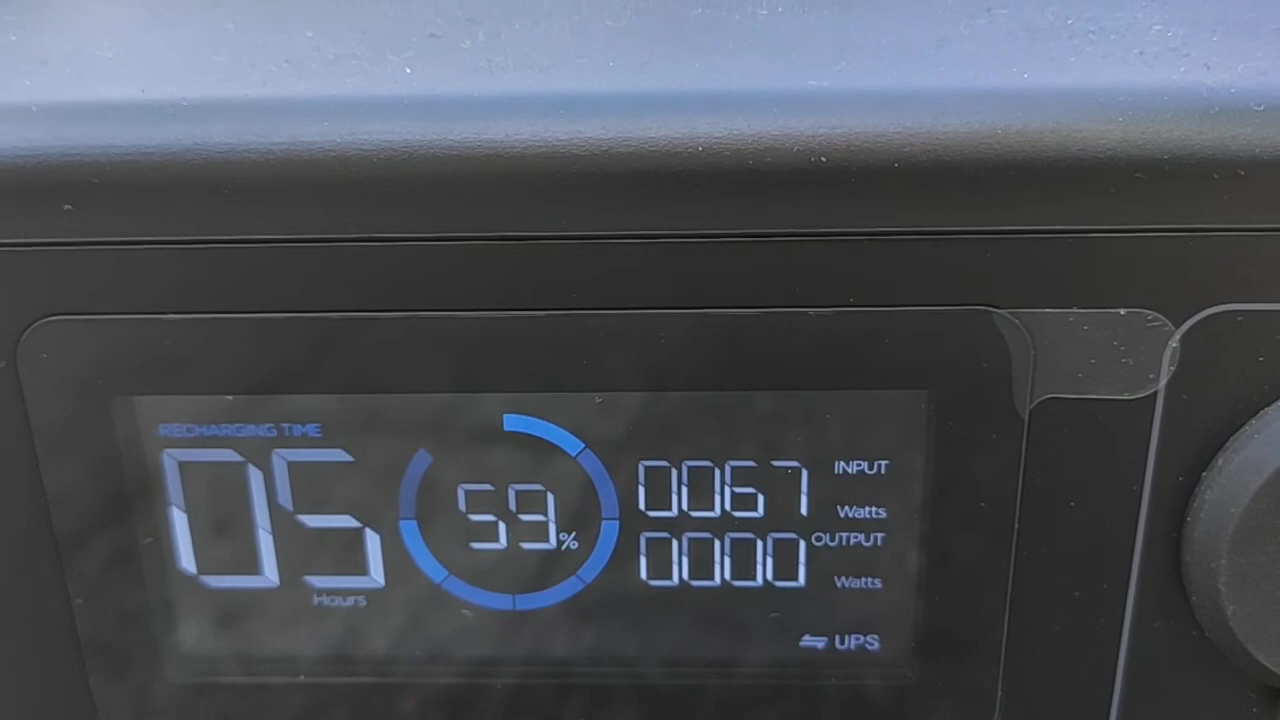 RECHARGING TIME
05
Hours
59%
0067 INPUT
Watts
0000 OUTPUT
Watts
⇋ UPS